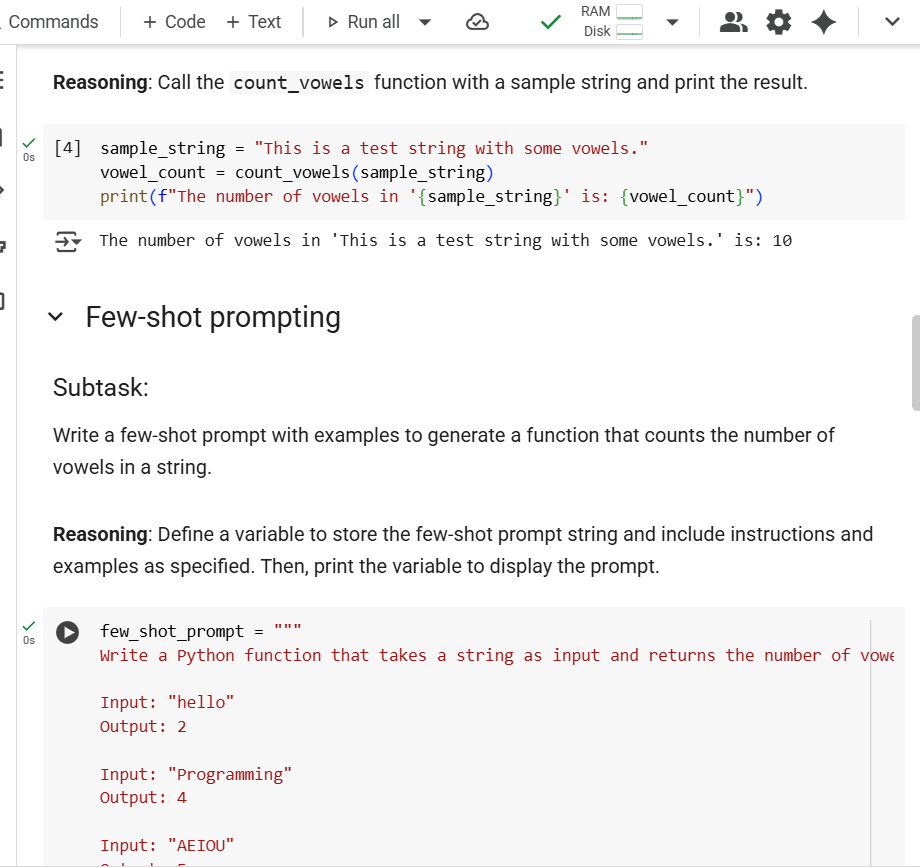 Commands + Code + Text Run all RAM
Disk
Reasoning: Call the count_vowels function with a sample string and print the result.
[4] sample_string = "This is a test string with some vowels."
0s
vowel_count = count_vowels(sample_string)
print(f"The number of vowels in '{sample_string}' is: {vowel_count}")
The number of vowels in 'This is a test string with some vowels.' is: 10
Few-shot prompting
Subtask:
Write a few-shot prompt with examples to generate a function that counts the number of
vowels in a string.
Reasoning: Define a variable to store the few-shot prompt string and include instructions and
examples as specified. Then, print the variable to display the prompt.
few_shot_prompt = """
0s
Write a Python function that takes a string as input and returns the number of vowe
Input: "hello"
Output: 2
Input: "Programming"
Output: 4
Input: "AEIOU"